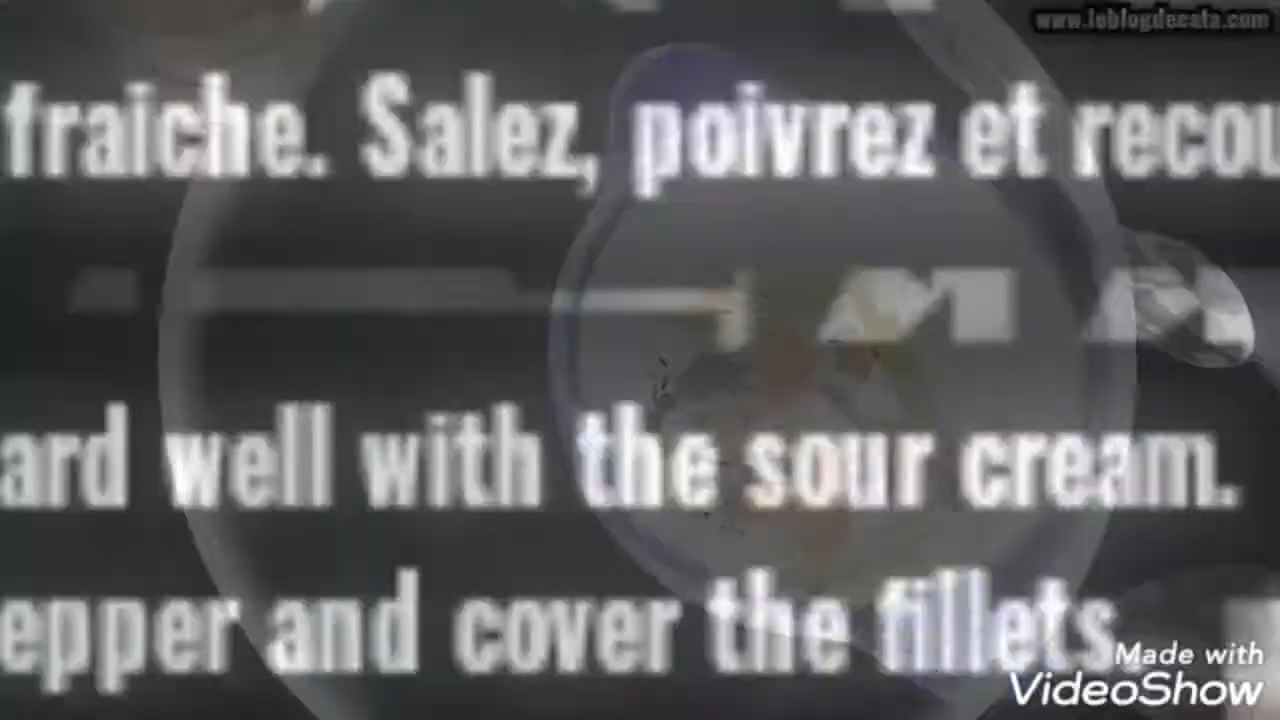 www.leblogdecata.com
fraiche. Salez, poivrez et recou
ard well with the sour cream.
epper and cover the fillets
Made with
VideoShow